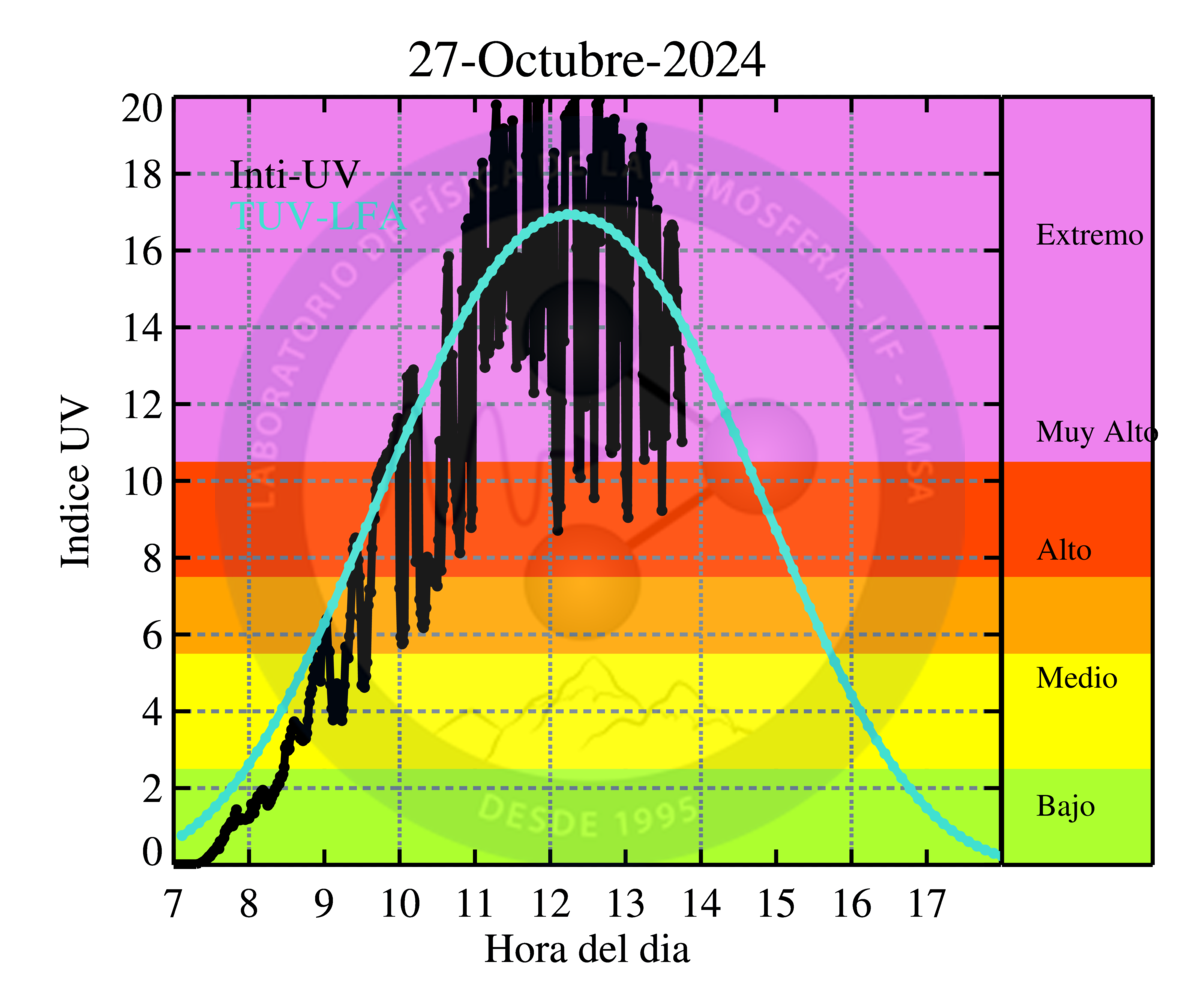 27-Octubre-2024
20
18
16
14
12
10
8
6
4
2
0
Indice UV
Inti-UV
TUV-LFA
LABORATORIO DE FÍSICA DE LA ATMÓSFERA - IIF - UMSA
DESDE 1995
Extremo
Muy Alto
Alto
Medio
Bajo
7 8 9 10 11 12 13 14 15 16 17
Hora del dia